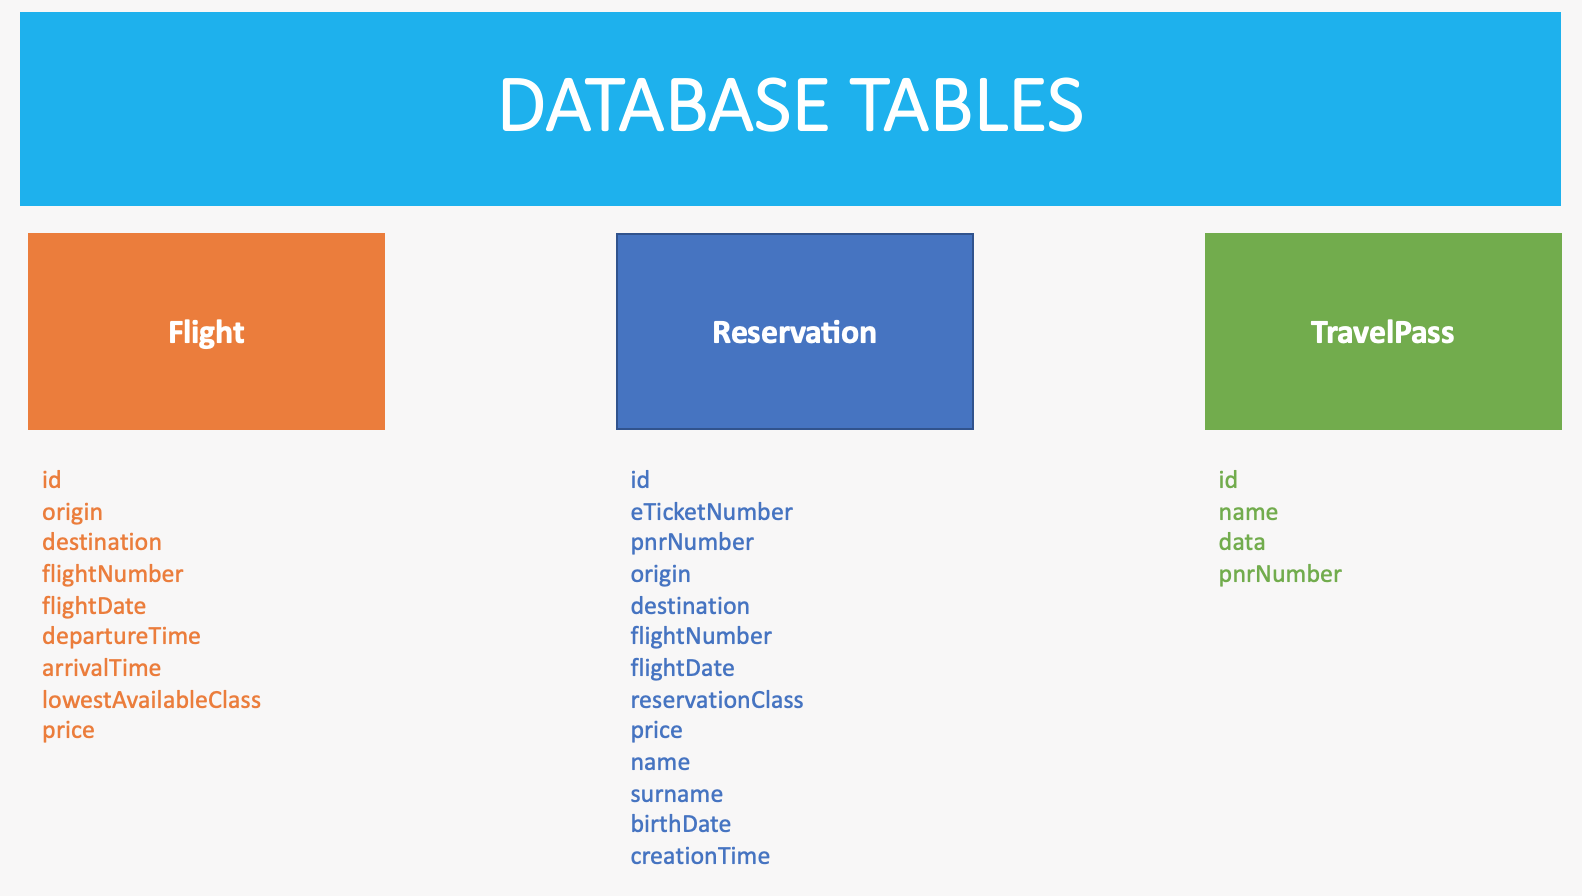 DATABASE TABLES
Flight
id
origin
destination
flightNumber
flightDate
departureTime
arrivalTime
lowestAvailableClass
price
Reservation
id
eTicketNumber
pnrNumber
origin
destination
flightNumber
flightDate
reservationClass
price
name
surname
birthDate
creationTime
TravelPass
id
name
data
pnrNumber